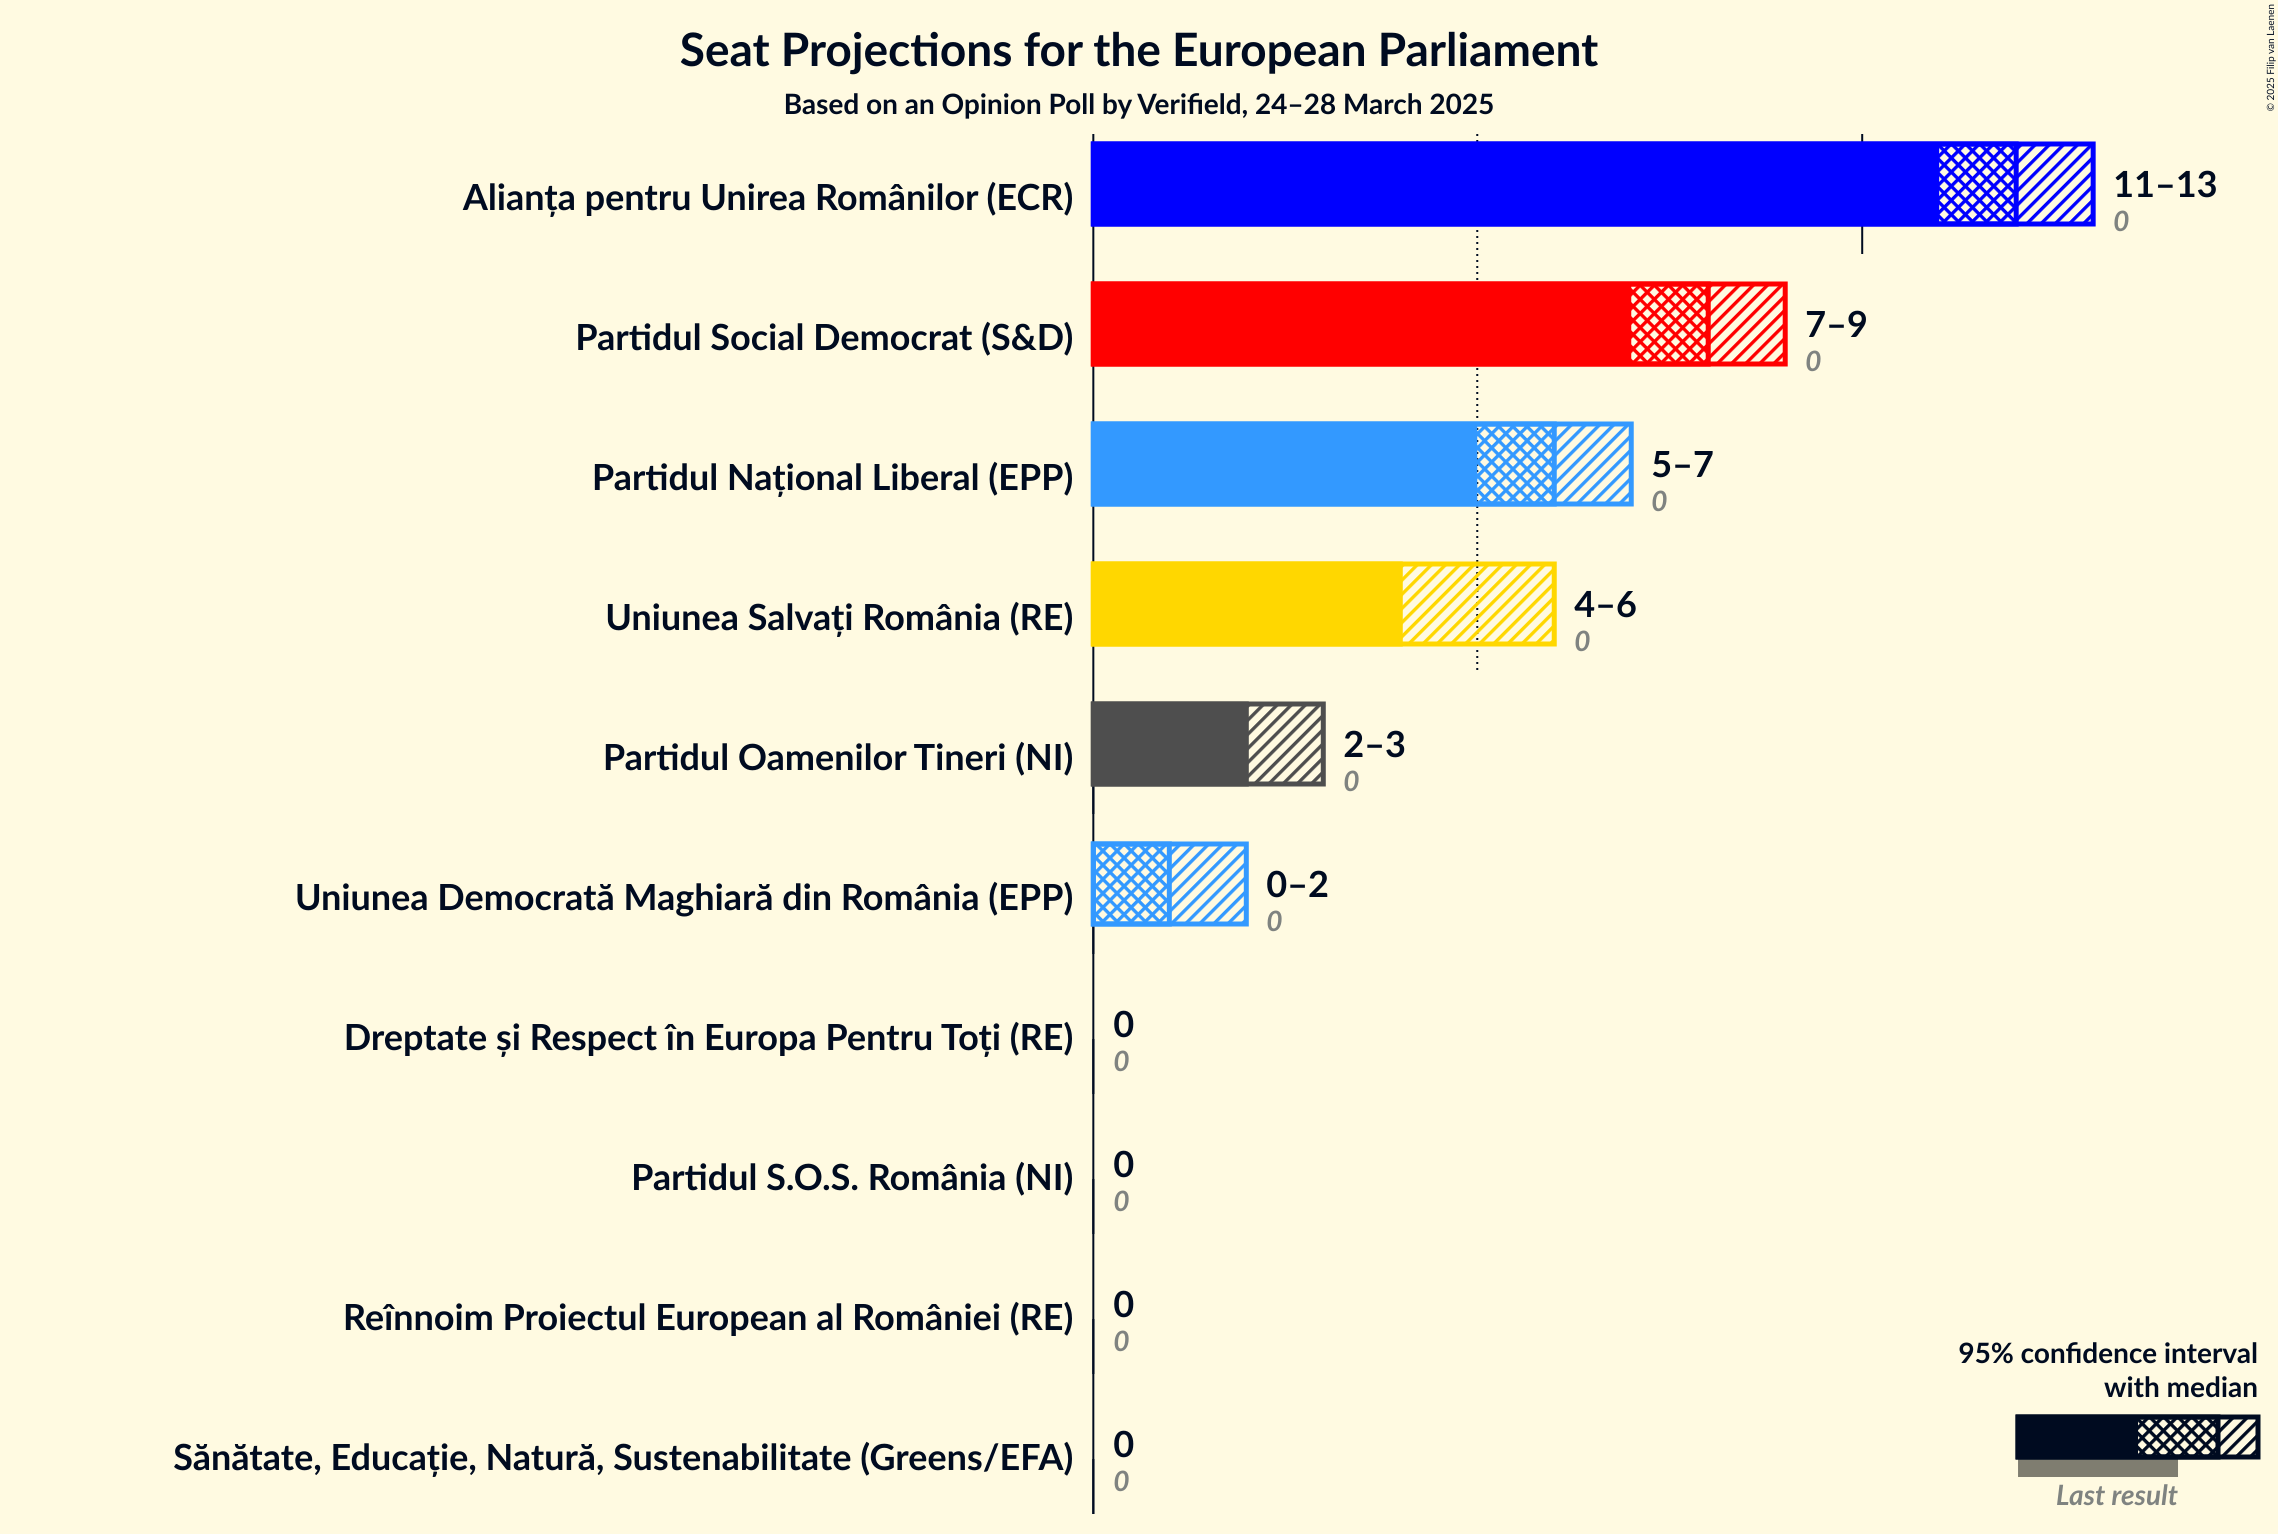 Seat Projections for the European Parliament
Based on an Opinion Poll by Verifield, 24–28 March 2025
© 2025 Filip van Laenen
Alianța pentru Unirea Românilor (ECR)
11–13
0
Partidul Social Democrat (S&D)
7–9
0
Partidul Național Liberal (EPP)
5–7
0
Uniunea Salvați România (RE)
4–6
0
Partidul Oamenilor Tineri (NI)
2–3
0
Uniunea Democrată Maghiară din România (EPP)
0–2
0
Dreptate și Respect în Europa Pentru Toți (RE)
0
0
Partidul S.O.S. România (NI)
0
0
Reînnoim Proiectul European al României (RE)
0
0
Sănătate, Educație, Natură, Sustenabilitate (Greens/EFA)
0
0
95% confidence interval
with median
Last result